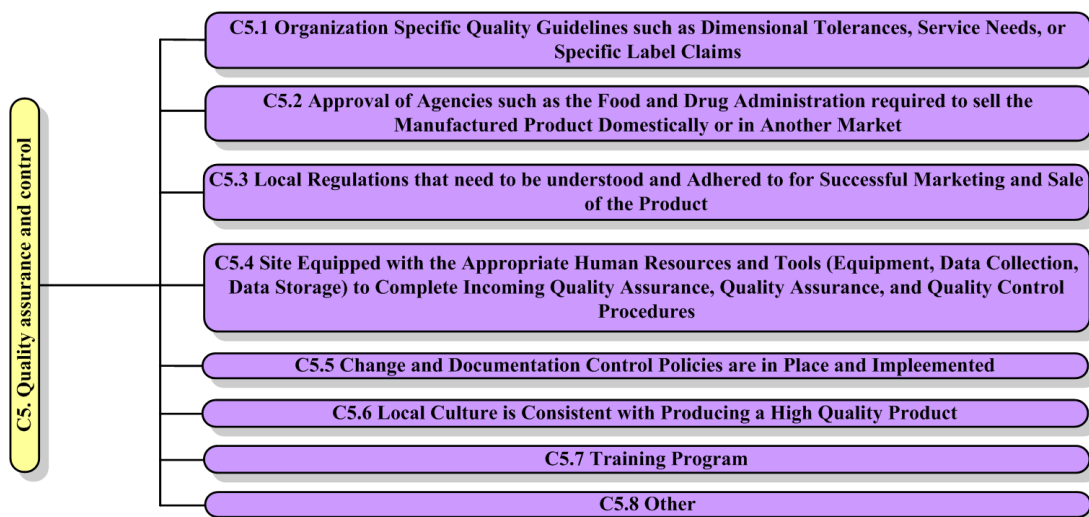 C5. Quality assurance and control
C5.1 Organization Specific Quality Guidelines such as Dimensional Tolerances, Service Needs, or
Specific Label Claims
C5.2 Approval of Agencies such as the Food and Drug Administration required to sell the
Manufactured Product Domestically or in Another Market
C5.3 Local Regulations that need to be understood and Adhered to for Successful Marketing and Sale
of the Product
C5.4 Site Equipped with the Appropriate Human Resources and Tools (Equipment, Data Collection,
Data Storage) to Complete Incoming Quality Assurance, Quality Assurance, and Quality Control
Procedures
C5.5 Change and Documentation Control Policies are in Place and Impleemented
C5.6 Local Culture is Consistent with Producing a High Quality Product
C5.7 Training Program
C5.8 Other